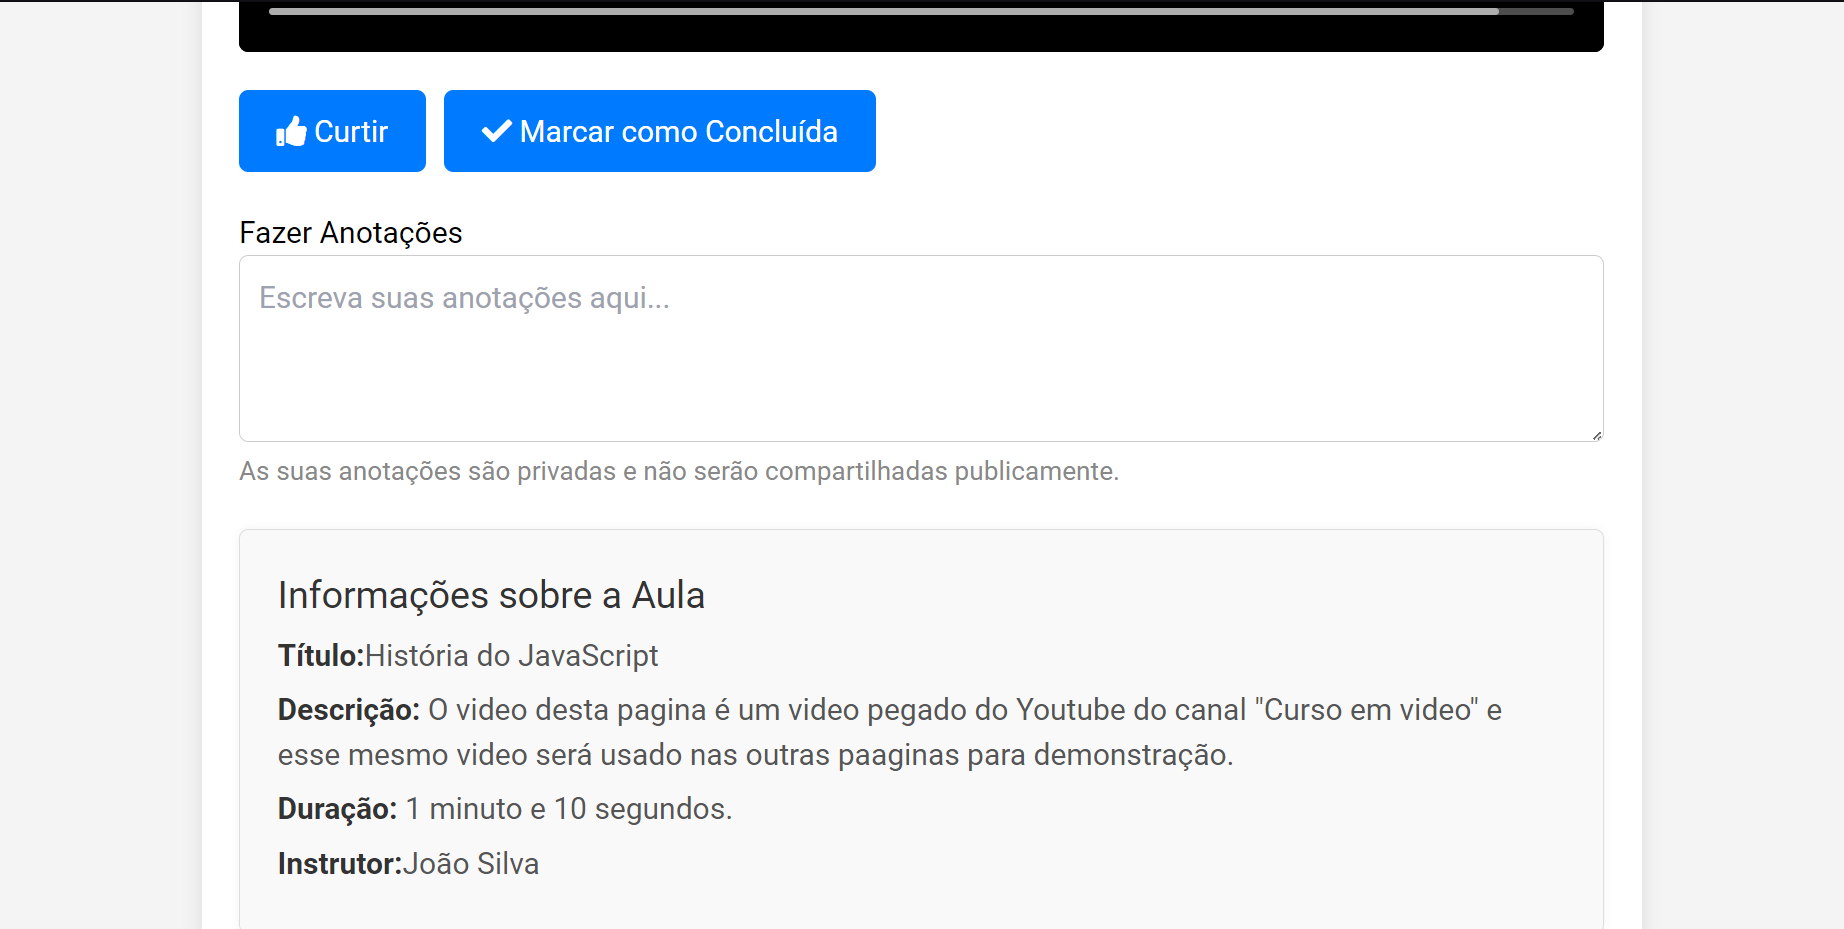 Curtir
Marcar como Concluída
Fazer Anotações
Escreva suas anotações aqui...
As suas anotações são privadas e não serão compartilhadas publicamente.
Informações sobre a Aula
Título:História do JavaScript
Descrição: O video desta pagina é um video pegado do Youtube do canal "Curso em video" e
esse mesmo video será usado nas outras paaginas para demonstração.
Duração: 1 minuto e 10 segundos.
Instrutor:João Silva